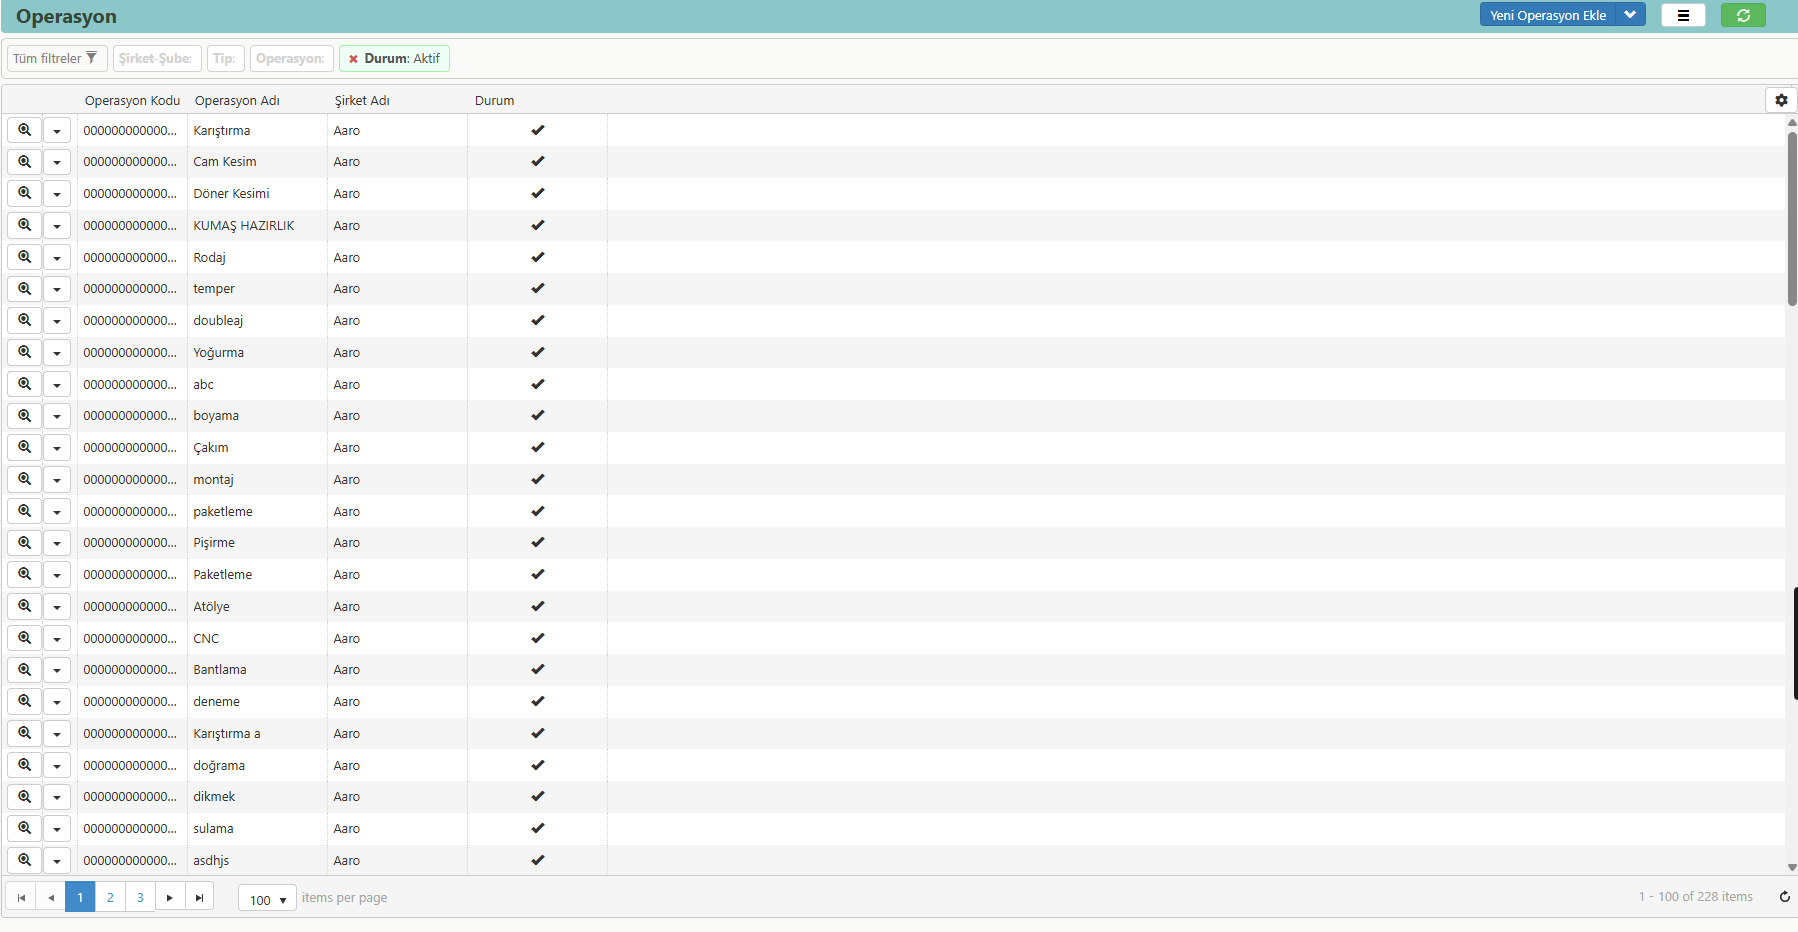 Operasyon
Yeni Operasyon Ekle
Tüm filtreler Şirket-Şube: Tip: Operasyon: Durum: Aktif
Operasyon Kodu Operasyon Adı Şirket Adı Durum
000000000000... Karıştırma Aaro
000000000000... Cam Kesim Aaro
000000000000... Döner Kesimi Aaro
000000000000... KUMAŞ HAZIRLIK Aaro
000000000000... Rodaj Aaro
000000000000... temper Aaro
000000000000... doubleaj Aaro
000000000000... Yoğurma Aaro
000000000000... abc Aaro
000000000000... boyama Aaro
000000000000... Çakım Aaro
000000000000... montaj Aaro
000000000000... paketleme Aaro
000000000000... Pişirme Aaro
000000000000... Paketleme Aaro
000000000000... Atölye Aaro
000000000000... CNC Aaro
000000000000... Bantlama Aaro
000000000000... deneme Aaro
000000000000... Karıştırma a Aaro
000000000000... doğrama Aaro
000000000000... dikmek Aaro
000000000000... sulama Aaro
000000000000... asdhjs Aaro
1 2 3 100 items per page 1 - 100 of 228 items